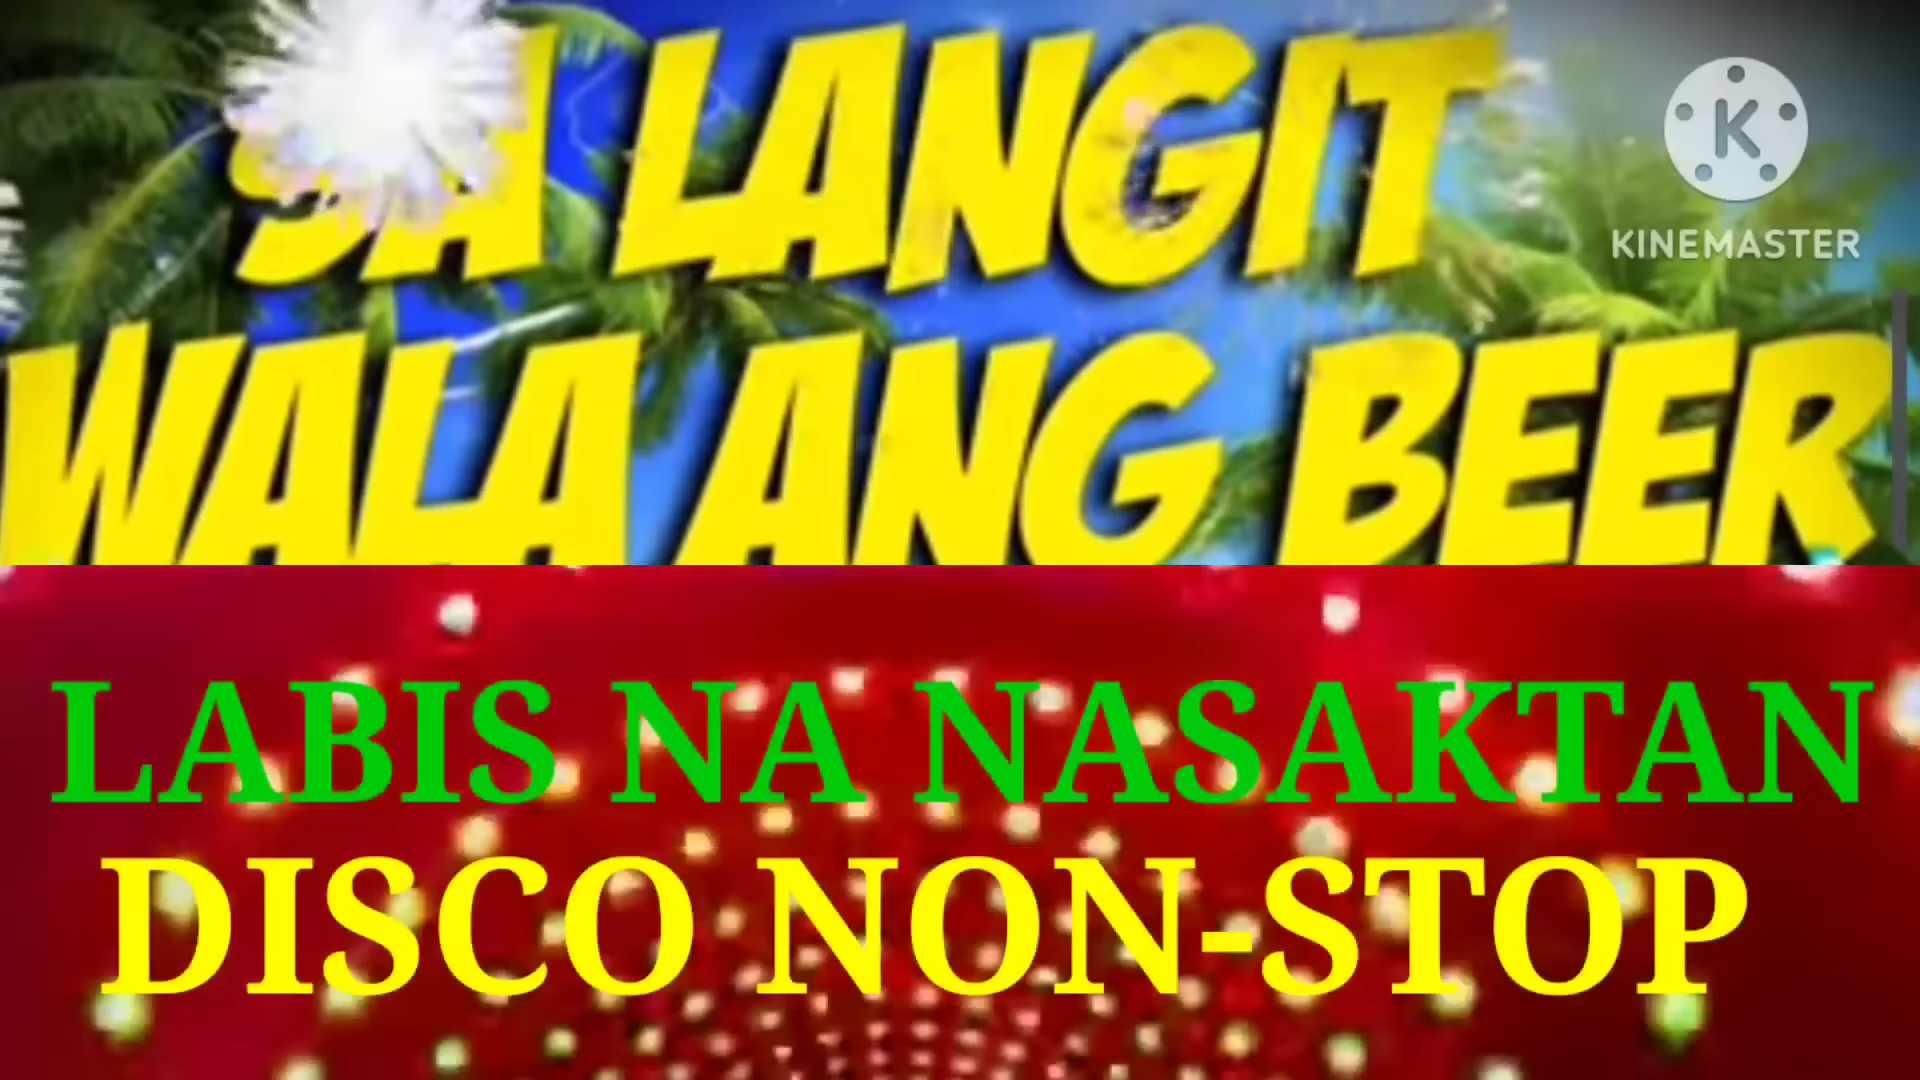 SA LANGIT
K
KINEMASTER
WALA ANG BEER
LABIS NA NASAKTAN
DISCO NON-STOP